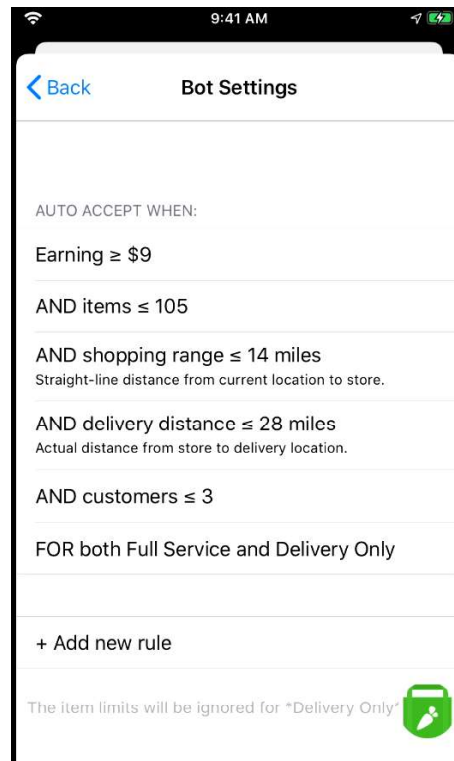 9:41 AM
Back
Bot Settings
AUTO ACCEPT WHEN:
Earning ≥ $9
AND items ≤ 105
AND shopping range ≤ 14 miles
Straight-line distance from current location to store.
AND delivery distance ≤ 28 miles
Actual distance from store to delivery location.
AND customers ≤ 3
FOR both Full Service and Delivery Only
+ Add new rule
The item limits will be ignored for *Delivery Only*